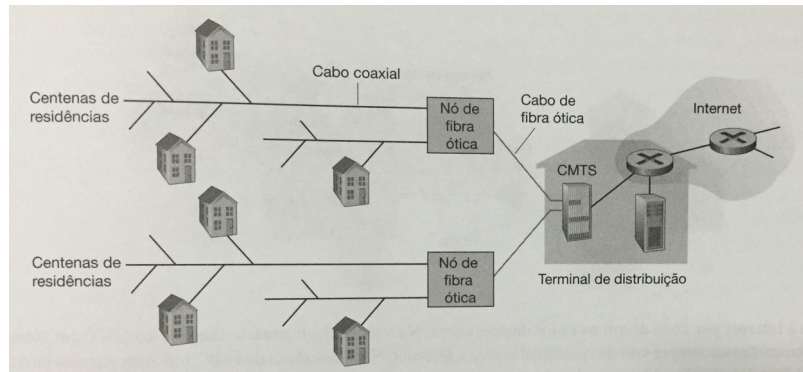 Centenas de
residências
Cabo coaxial
Nó de
fibra
ótica
Cabo de
fibra ótica
Internet
CMTS
Terminal de distribuição
Centenas de
residências
Nó de
fibra
ótica